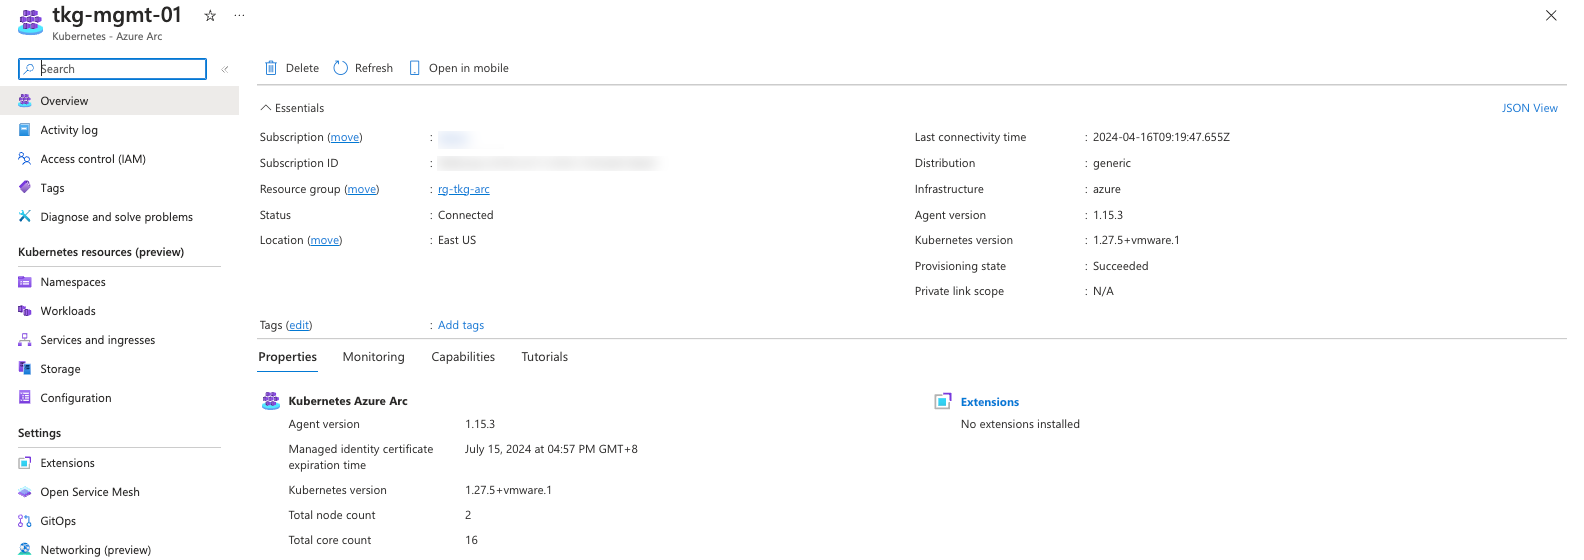 tkg-mgmt-01
Kubernetes - Azure Arc
Search
Overview
Activity log
Access control (IAM)
Tags
Diagnose and solve problems
Kubernetes resources (preview)
Namespaces
Workloads
Services and ingresses
Storage
Configuration
Settings
Extensions
Open Service Mesh
GitOps
Networking (preview)
Delete Refresh Open in mobile
Essentials
JSON View
Subscription (move) :
Subscription ID :
Resource group (move) : rg-tkg-arc
Status : Connected
Location (move) : East US
Last connectivity time : 2024-04-16T09:19:47.655Z
Distribution : generic
Infrastructure : azure
Agent version : 1.15.3
Kubernetes version : 1.27.5+vmware.1
Provisioning state : Succeeded
Private link scope : N/A
Tags (edit) : Add tags
Properties Monitoring Capabilities Tutorials
Kubernetes Azure Arc
Agent version 1.15.3
Managed identity certificate
expiration time July 15, 2024 at 04:57 PM GMT+8
Kubernetes version 1.27.5+vmware.1
Total node count 2
Total core count 16
Extensions
No extensions installed